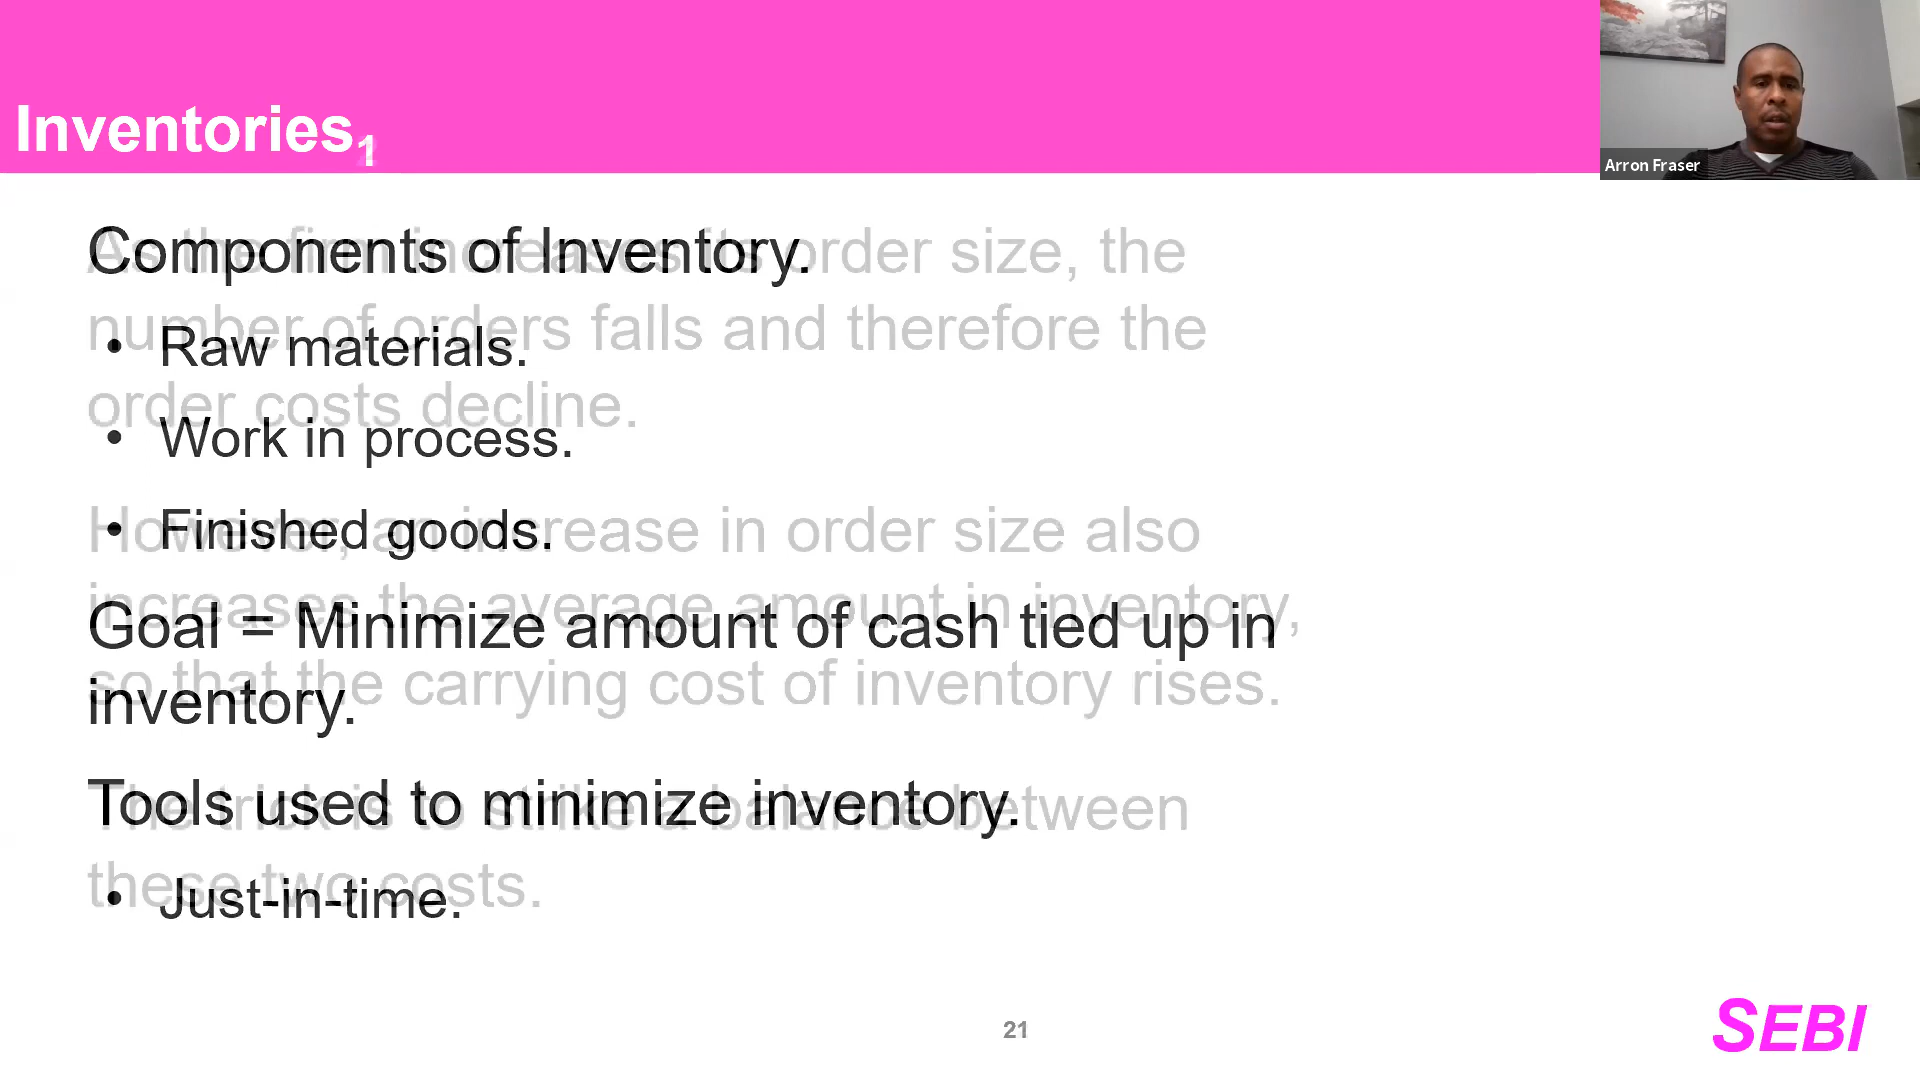 Inventories1
Arron Fraser
Components of Inventory.
• Raw materials.
• Work in process.
• Finished goods.
Goal = Minimize amount of cash tied up in
inventory.
Tools used to minimize inventory.
• Just-in-time.
As the firm increases its order size, the
number of orders falls and therefore the
order costs decline.
However, an increase in order size also
increases the average amount in inventory,
so that the carrying cost of inventory rises.
The trick is to strike a balance between
these two costs.
21
SEBI